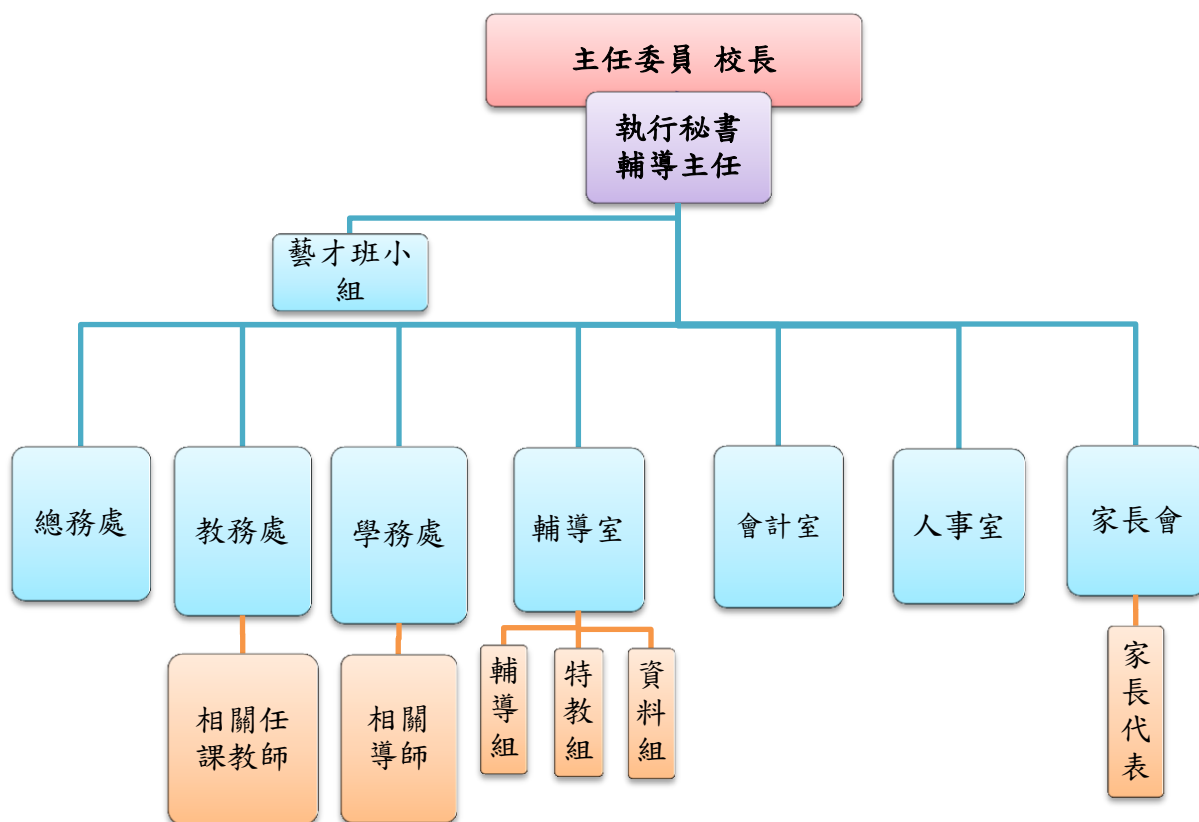 主任委員 校長
執行秘書
輔導主任
藝才班小
組
總務處
教務處
學務處
輔導室
會計室
人事室
家長會
相關任
課教師
相關
導師
輔導組
特教組
資料組
家長代表